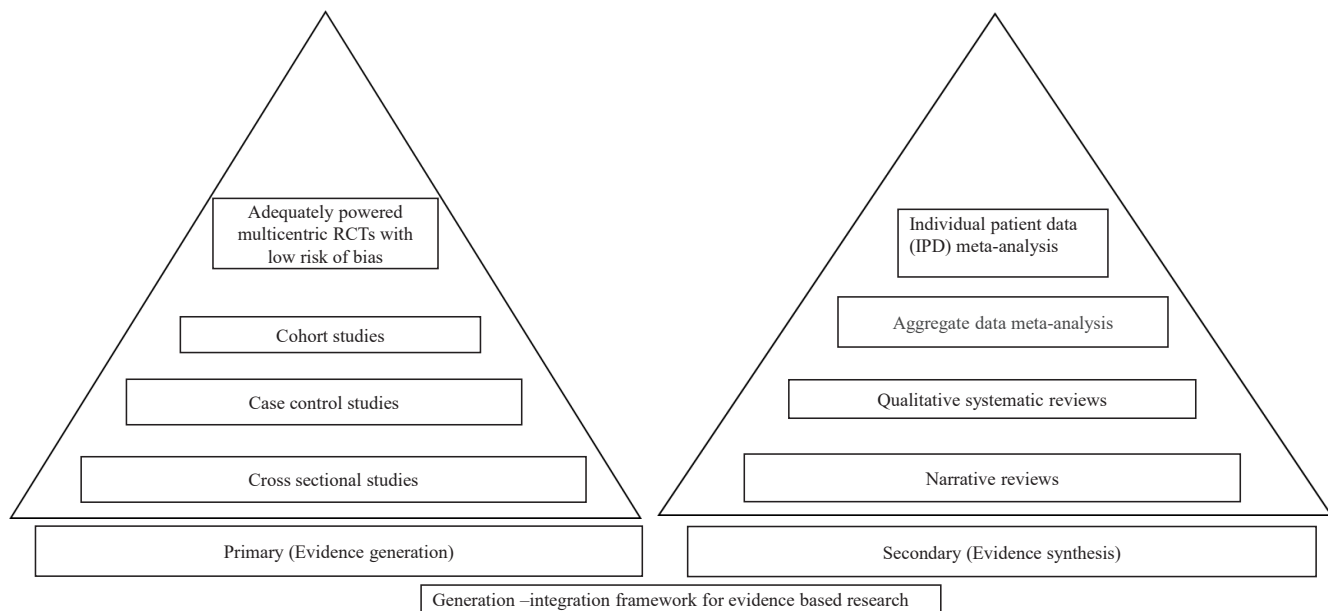 Adequately powered
multicentric RCTs with
low risk of bias
Cohort studies
Case control studies
Cross sectional studies
Primary (Evidence generation)
Individual patient data
(IPD) meta-analysis
Aggregate data meta-analysis
Qualitative systematic reviews
Narrative reviews
Secondary (Evidence synthesis)
Generation –integration framework for evidence based research